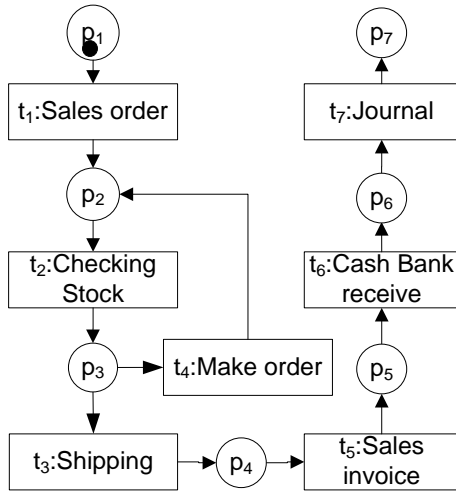 p₁
t₁:Sales order
p₂
t₂:Checking
Stock
p₃
t₄:Make order
t₃:Shipping
p₄
t₅:Sales
invoice
p₅
t₆:Cash Bank
receive
p₆
t₇:Journal
p₇